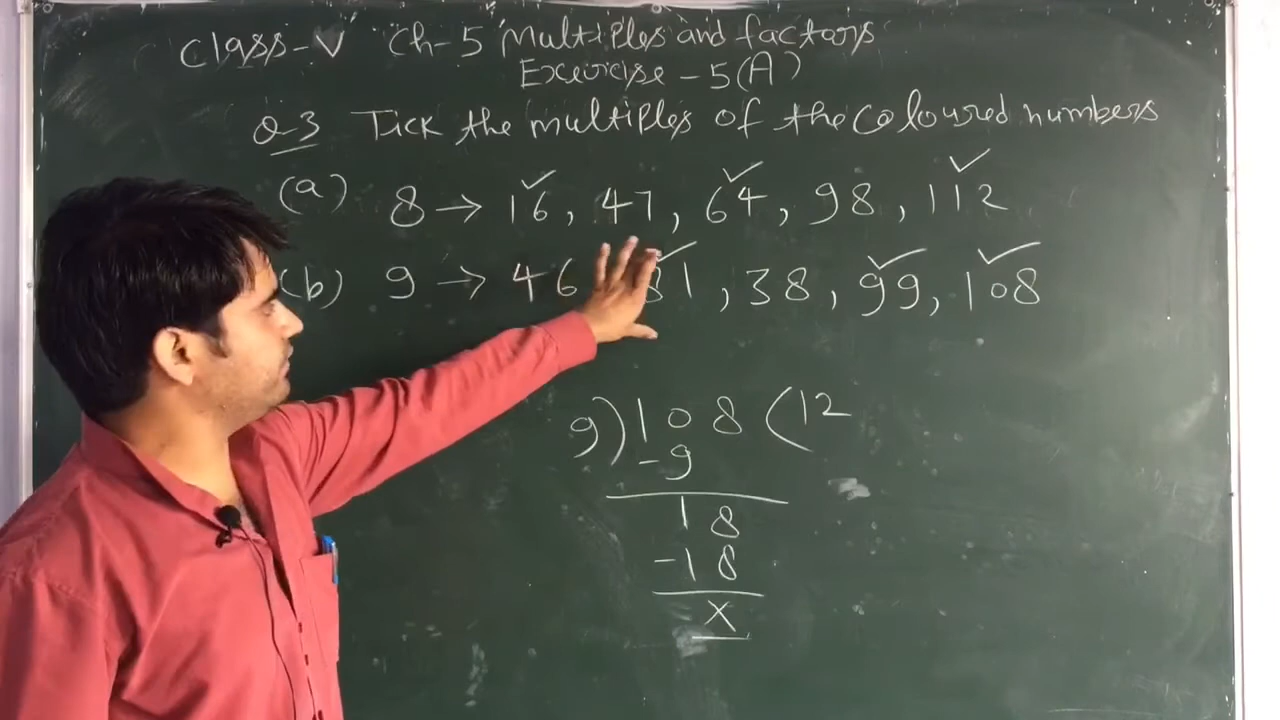 Class-V Ch-5 Multiples and factors
Exercise - 5(A)
Q-3 Tick the multiples of the coloured numbers
(a) 8 → 16, 47, 64, 98, 112
(b) 9 → 46 81, 38, 99, 108
9)108(12
-9
18
-18
x